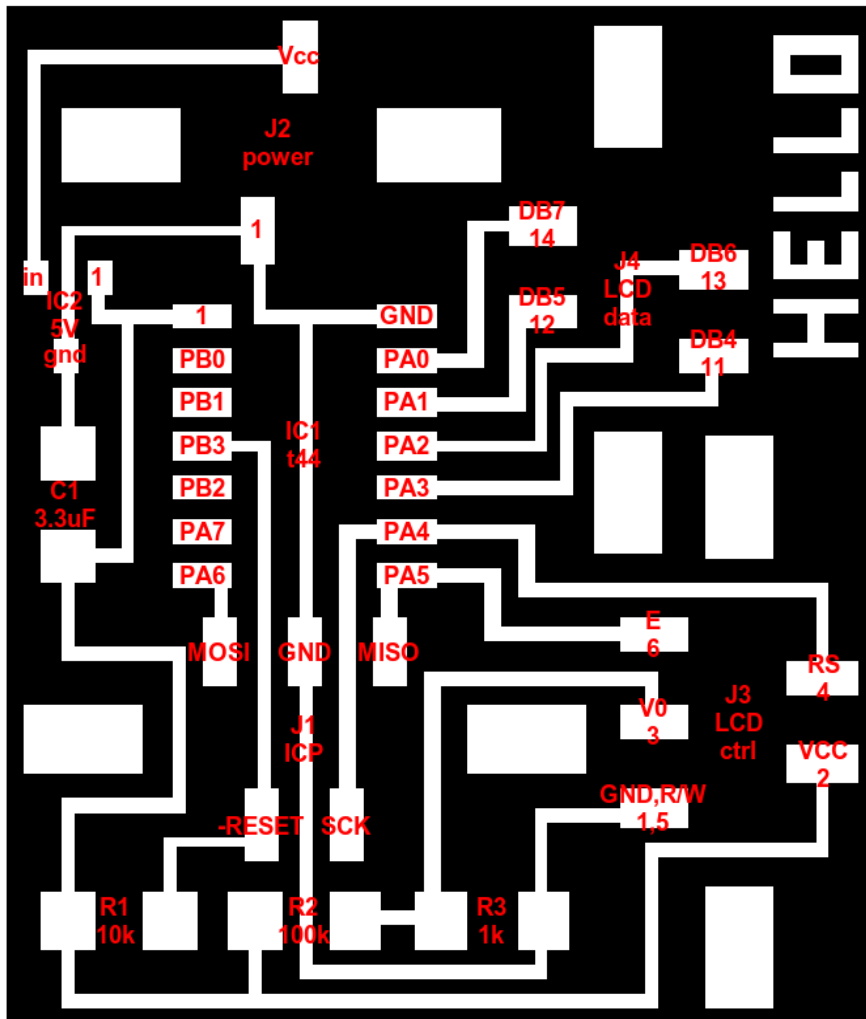 Vcc
HELLO
J2
power
1
DB7
14
in
1
IC2
5V
gnd
J4
LCD
data
DB6
13
DB5
12
DB4
11
1
PB0
PB1
PB3
PB2
PA7
PA6
IC1
t44
GND
PA0
PA1
PA2
PA3
PA4
PA5
C1
3.3uF
MOSI
GND
MISO
E
6
RS
4
J1
ICP
V0
3
J3
LCD
ctrl
VCC
2
-RESET
SCK
GND,R/W
1,5
R1
10k
R2
100k
R3
1k